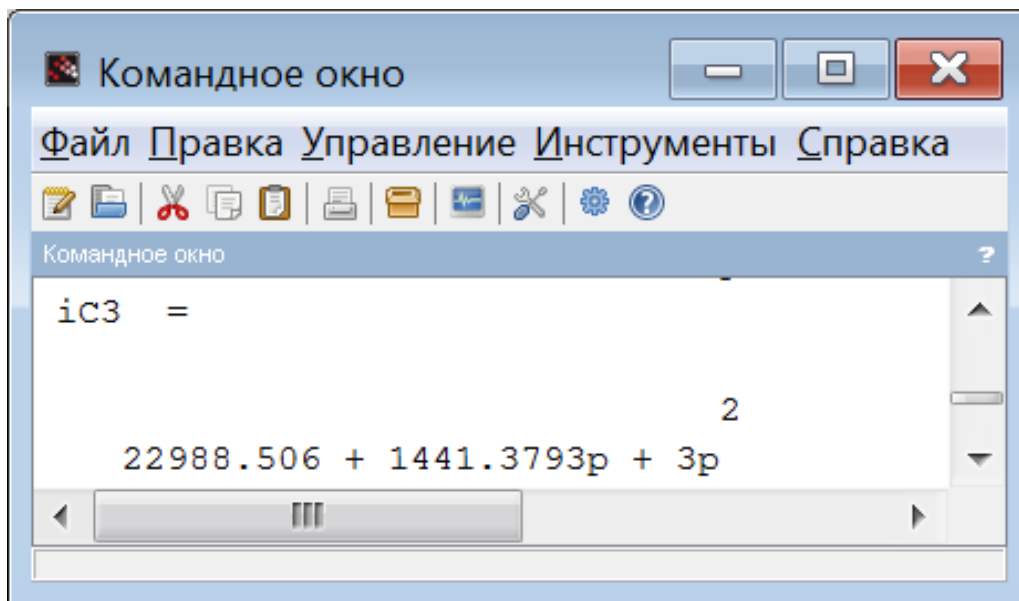 Командное окно
Файл Правка Управление Инструменты Справка
Командное окно ?
iC3 =
2
22988.506 + 1441.3793p + 3p